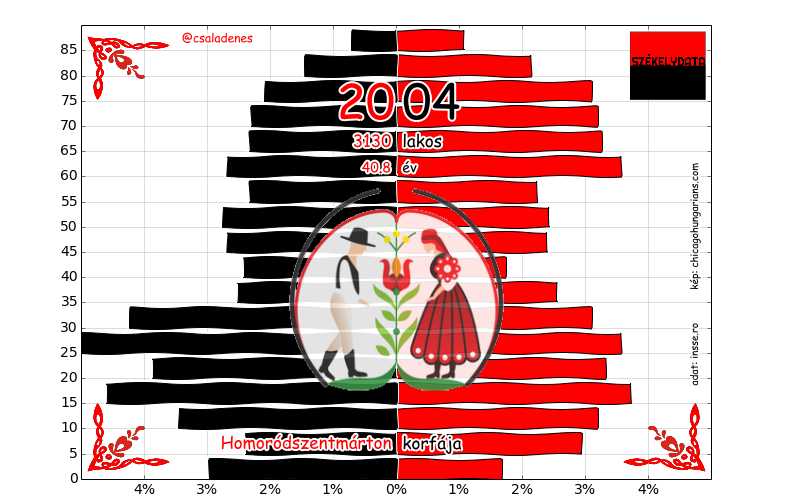 @csaladenes
SZÉKELYDATA
2004
3130 lakos
40.8 év
kép: chicagohungarians.com
adat: insse.ro
Homoródszentmárton korfája
85
80
75
70
65
60
55
50
45
40
35
30
25
20
15
10
5
0
4% 3% 2% 1% 0% 1% 2% 3% 4%